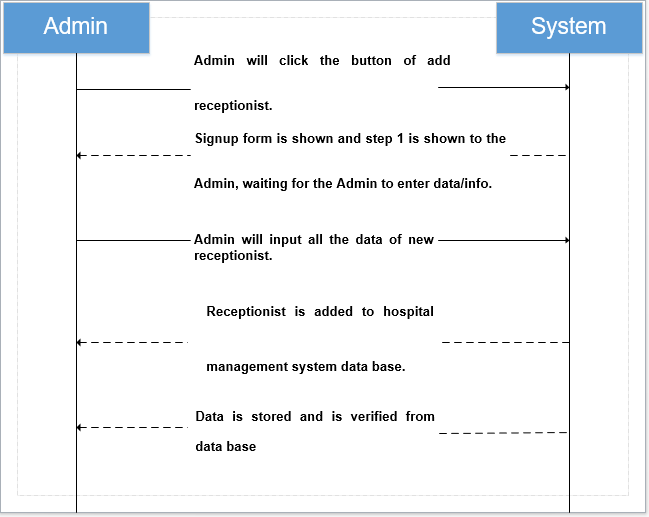 Admin
System
Admin will click the button of add
receptionist.
Signup form is shown and step 1 is shown to the
Admin, waiting for the Admin to enter data/info.
Admin will input all the data of new
receptionist.
Receptionist is added to hospital
management system data base.
Data is stored and is verified from
data base